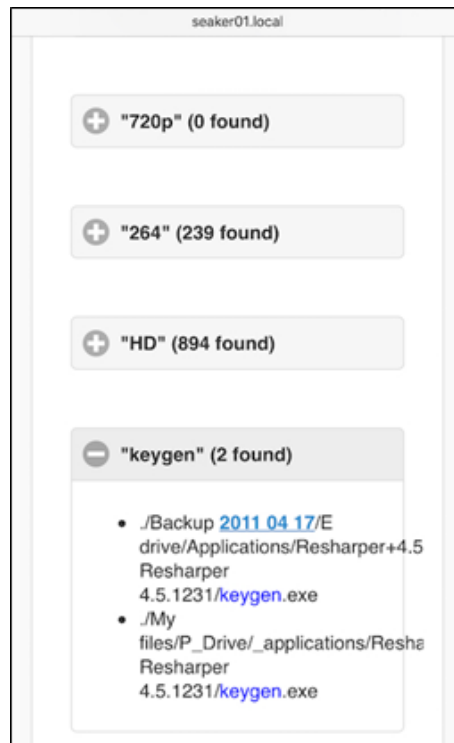 seaker01.local
"720p" (0 found)
"264" (239 found)
"HD" (894 found)
"keygen" (2 found)
./Backup 2011 04 17/E
drive/Applications/Resharper+4.5
Resharper
4.5.1231/keygen.exe
./My
files/P_Drive/_applications/Resha
Resharper
4.5.1231/keygen.exe